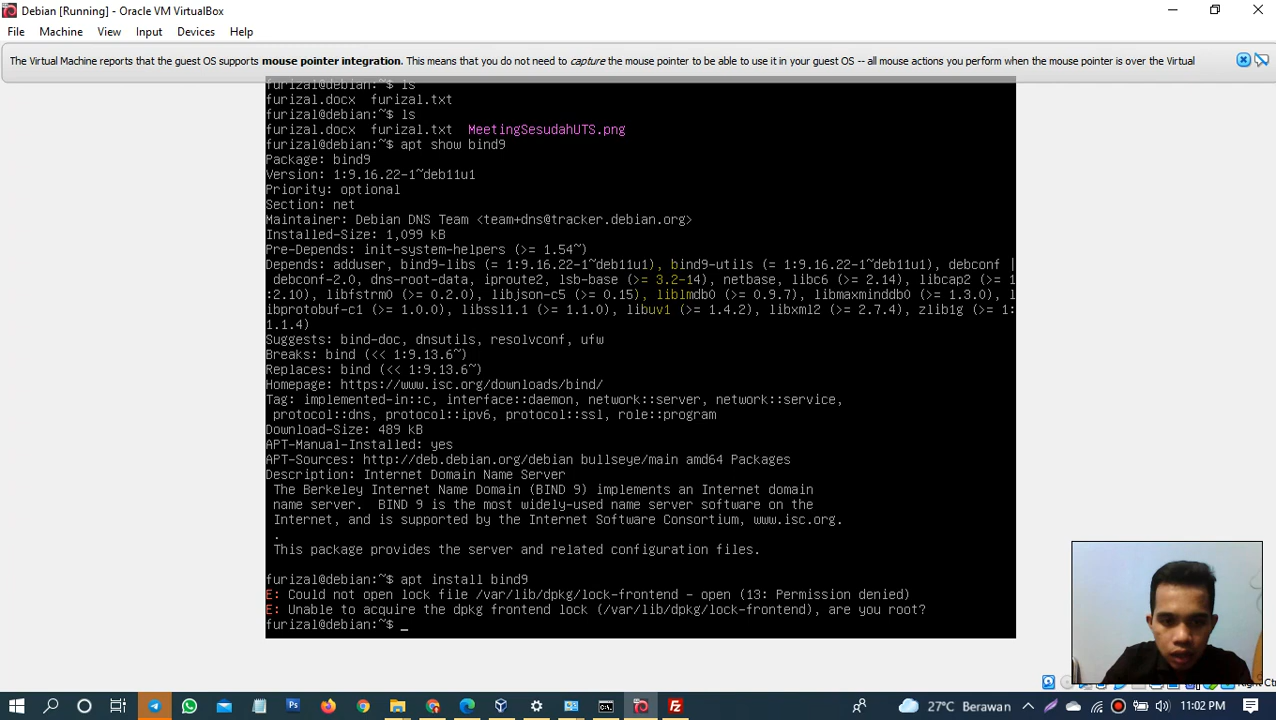 Debian [Running] - Oracle VM VirtualBox
File Machine View Input Devices Help
The Virtual Machine reports that the guest OS supports mouse pointer integration. This means that you do not need to capture the mouse pointer to be able to use it in your guest OS -- all mouse actions you perform when the mouse pointer is over the Virtual
furizal@debian:~$ ls
furizal.docx furizal.txt
furizal@debian:~$ ls
furizal.docx furizal.txt MeetingSesudahUTS.png
furizal@debian:~$ apt show bind9
Package: bind9
Version: 1:9.16.22-1~deb11u1
Priority: optional
Section: net
Maintainer: Debian DNS Team <team+dns@tracker.debian.org>
Installed-Size: 1,099 kB
Pre-Depends: init-system-helpers (>= 1.54~)
Depends: adduser, bind9-libs (= 1:9.16.22-1~deb11u1), bind9-utils (= 1:9.16.22-1~deb11u1), debconf |
debconf-2.0, dns-root-data, iproute2, lsb-base (>= 3.2-14), netbase, libc6 (>= 2.14), libcap2 (>= 1
:2.10), libfstrm0 (>= 0.2.0), libjson-c5 (>= 0.15), liblmdb0 (>= 0.9.7), libmaxminddb0 (>= 1.3.0), l
ibprotobuf-c1 (>= 1.0.0), libssl1.1 (>= 1.1.0), libuv1 (>= 1.4.2), libxml2 (>= 2.7.4), zlib1g (>= 1:
1.1.4)
Suggests: bind-doc, dnsutils, resolvconf, ufw
Breaks: bind (<< 1:9.13.6~)
Replaces: bind (<< 1:9.13.6~)
Homepage: https://www.isc.org/downloads/bind/
Tag: implemented-in::c, interface::daemon, network::server, network::service,
protocol::dns, protocol::ipv6, protocol::ssl, role::program
Download-Size: 489 kB
APT-Manual-Installed: yes
APT-Sources: http://deb.debian.org/debian bullseye/main amd64 Packages
Description: Internet Domain Name Server
The Berkeley Internet Name Domain (BIND 9) implements an Internet domain
name server. BIND 9 is the most widely-used name server software on the
Internet, and is supported by the Internet Software Consortium, www.isc.org.
.
This package provides the server and related configuration files.
furizal@debian:~$ apt install bind9
E: Could not open lock file /var/lib/dpkg/lock-frontend - open (13: Permission denied)
E: Unable to acquire the dpkg frontend lock (/var/lib/dpkg/lock-frontend), are you root?
furizal@debian:~$ _
Right Ctrl
27°C Berawan
11:02 PM